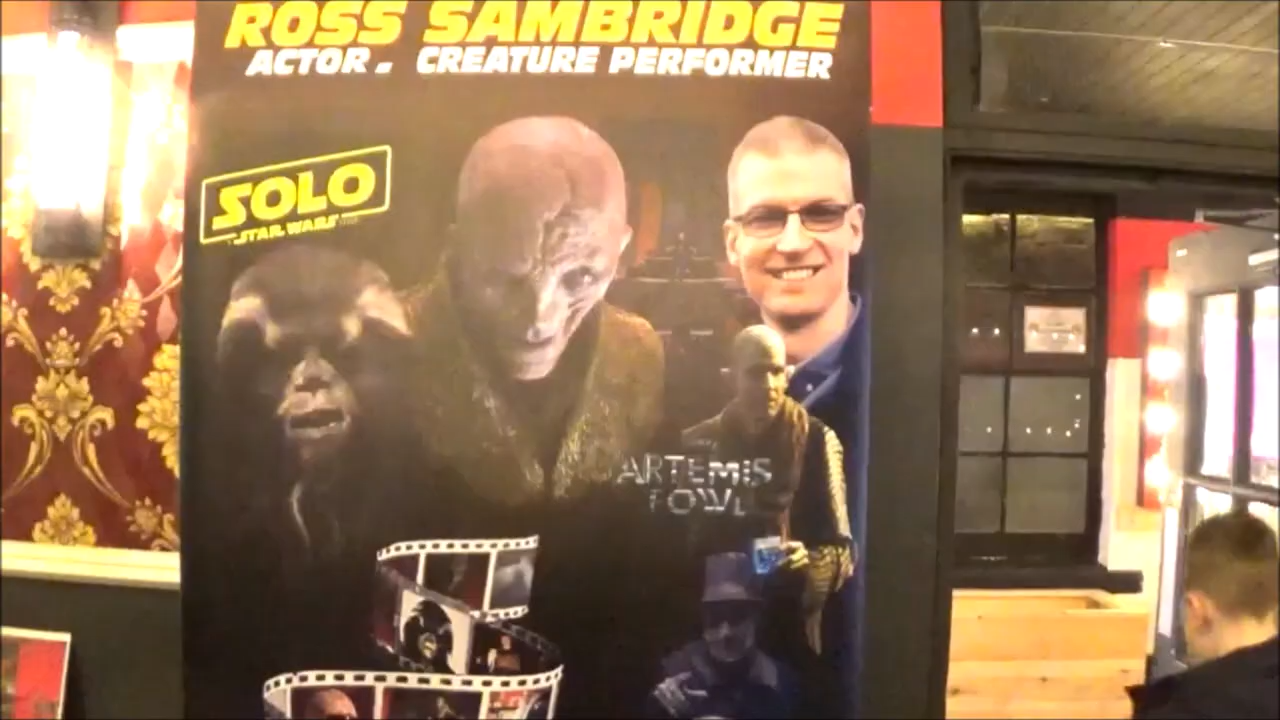 ROSS SAMBRIDGE
ACTOR. CREATURE PERFORMER
SOLO
STAR WARS
ARTEMIS
FOWL